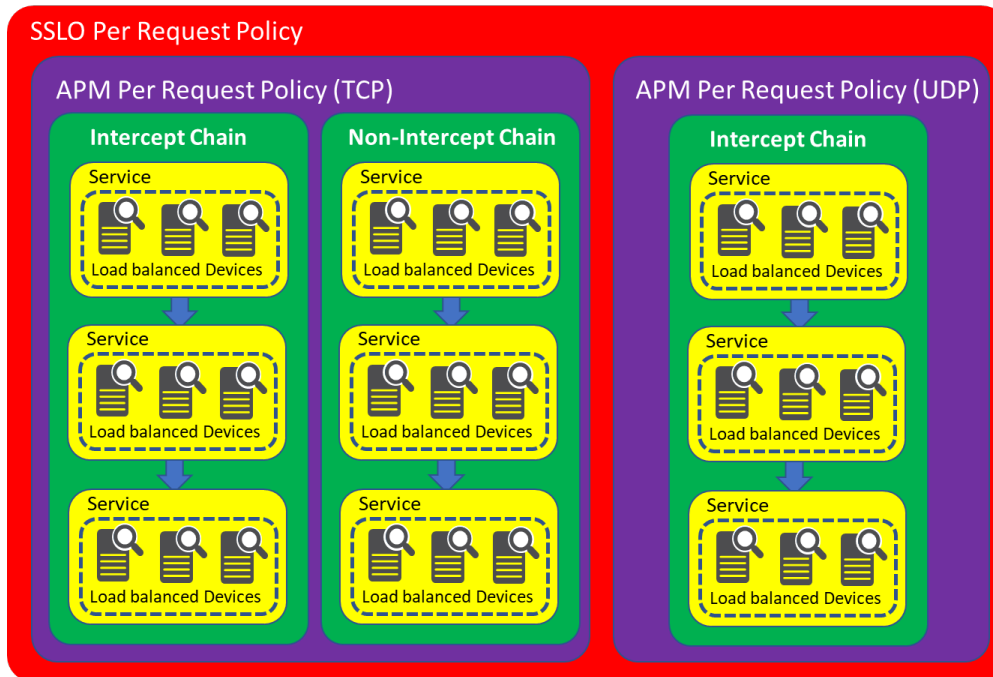 SSLO Per Request Policy
APM Per Request Policy (TCP)
Intercept Chain
Service
Load balanced Devices
Service
Load balanced Devices
Service
Load balanced Devices
Non-Intercept Chain
Service
Load balanced Devices
Service
Load balanced Devices
Service
Load balanced Devices
APM Per Request Policy (UDP)
Intercept Chain
Service
Load balanced Devices
Service
Load balanced Devices
Service
Load balanced Devices